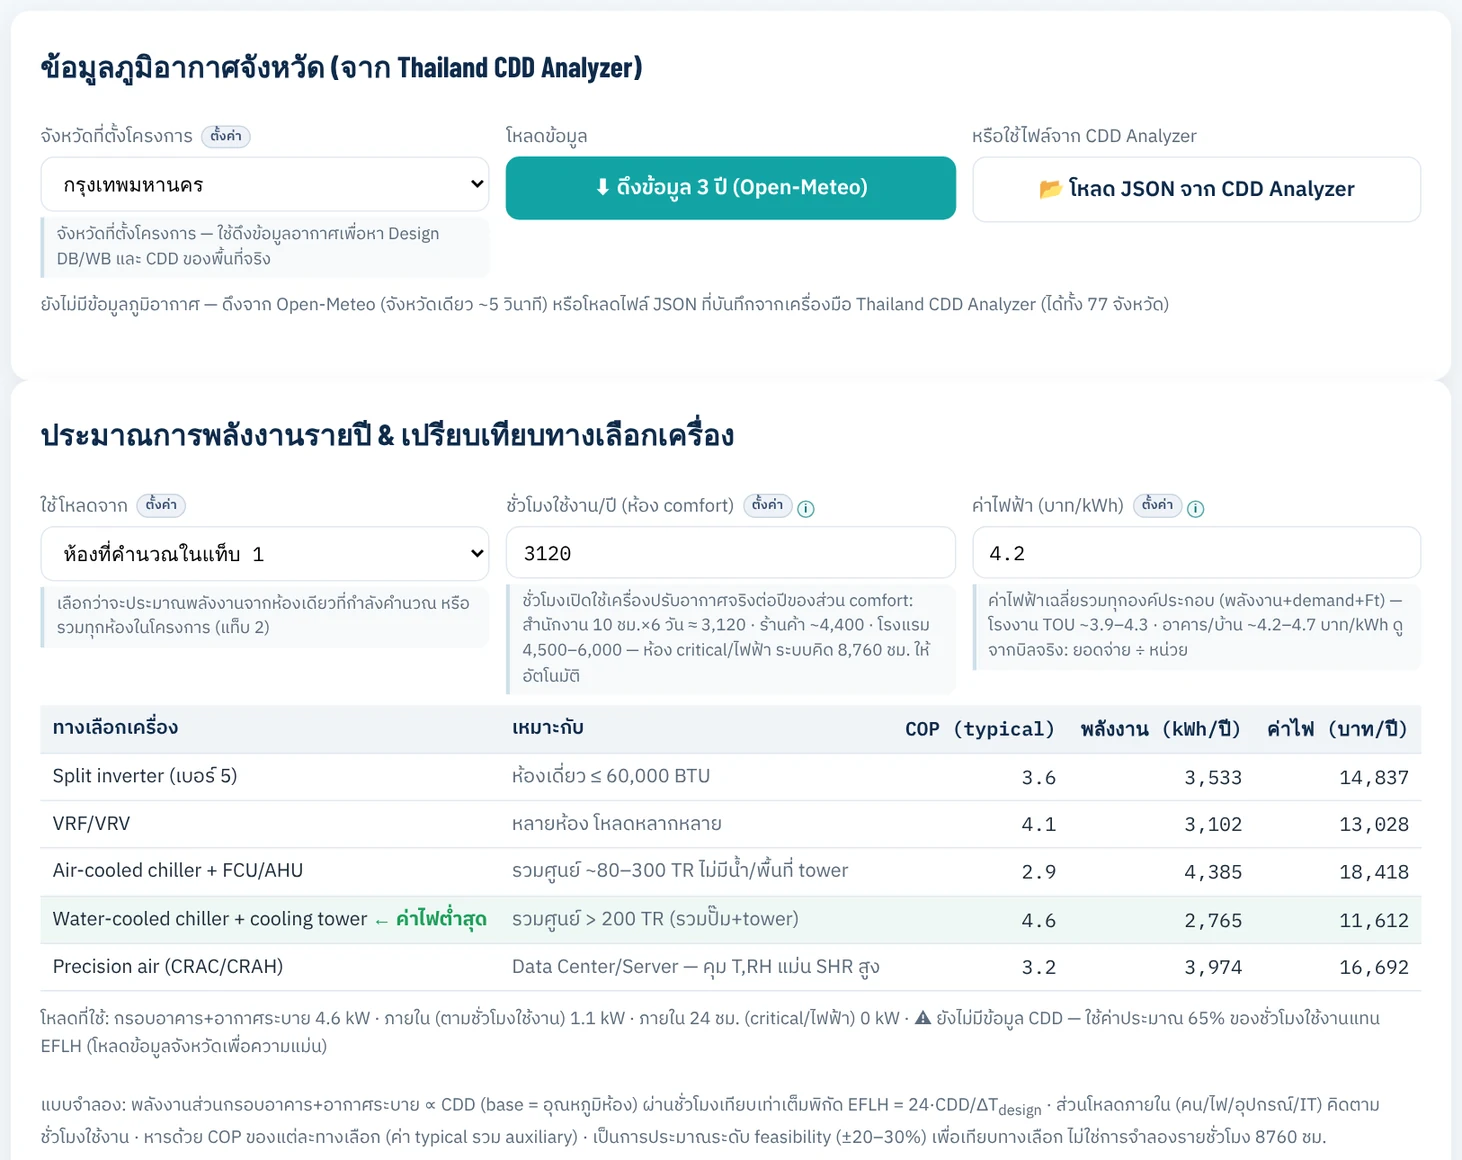 ข้อมูลภูมิอากาศจังหวัด (จาก Thailand CDD Analyzer)
จังหวัดที่ตั้งโครงการ ตั้งค่า
โหลดข้อมูล
หรือใช้ไฟล์จาก CDD Analyzer
กรุงเทพมหานคร
⬇ ดึงข้อมูล 3 ปี (Open-Meteo)
📂 โหลด JSON จาก CDD Analyzer
จังหวัดที่ตั้งโครงการ — ใช้ดึงข้อมูลอากาศเพื่อหา Design
DB/WB และ CDD ของพื้นที่จริง
ยังไม่มีข้อมูลภูมิอากาศ — ดึงจาก Open-Meteo (จังหวัดเดียว ~5 วินาที) หรือโหลดไฟล์ JSON ที่บันทึกจากเครื่องมือ Thailand CDD Analyzer (ได้ทั้ง 77 จังหวัด)
ประมาณการพลังงานรายปี & เปรียบเทียบทางเลือกเครื่อง
ใช้โหลดจาก ตั้งค่า
ชั่วโมงใช้งาน/ปี (ห้อง comfort) ตั้งค่า ⓘ
ค่าไฟฟ้า (บาท/kWh) ตั้งค่า ⓘ
ห้องที่คำนวณในแท็บ 1
3120
4.2
เลือกว่าจะประมาณพลังงานจากห้องเดียวที่กำลังคำนวณ หรือ
รวมทุกห้องในโครงการ (แท็บ 2)
ชั่วโมงเปิดใช้เครื่องปรับอากาศจริงต่อปีของส่วน comfort:
สำนักงาน 10 ชม.×6 วัน ≈ 3,120 · ร้านค้า ~4,400 · โรงแรม
4,500–6,000 — ห้อง critical/ไฟฟ้า ระบบคิด 8,760 ชม. ให้
อัตโนมัติ
ค่าไฟฟ้าเฉลี่ยรวมทุกองค์ประกอบ (พลังงาน+demand+Ft) —
โรงงาน TOU ~3.9–4.3 · อาคาร/บ้าน ~4.2–4.7 บาท/kWh ดู
จากบิลจริง: ยอดจ่าย ÷ หน่วย
ทางเลือกเครื่อง เหมาะกับ COP (typical) พลังงาน (kWh/ปี) ค่าไฟ (บาท/ปี)
Split inverter (เบอร์ 5) ห้องเดี่ยว ≤ 60,000 BTU 3.6 3,533 14,837
VRF/VRV หลายห้อง โหลดหลากหลาย 4.1 3,102 13,028
Air-cooled chiller + FCU/AHU รวมศูนย์ ~80–300 TR ไม่มีน้ำ/พื้นที่ tower 2.9 4,385 18,418
Water-cooled chiller + cooling tower ← ค่าไฟต่ำสุด รวมศูนย์ > 200 TR (รวมปั๊ม+tower) 4.6 2,765 11,612
Precision air (CRAC/CRAH) Data Center/Server — คุม T,RH แม่น SHR สูง 3.2 3,974 16,692
โหลดที่ใช้: กรอบอาคาร+อากาศระบาย 4.6 kW · ภายใน (ตามชั่วโมงใช้งาน) 1.1 kW · ภายใน 24 ชม. (critical/ไฟฟ้า) 0 kW · ⚠ ยังไม่มีข้อมูล CDD — ใช้ค่าประมาณ 65% ของชั่วโมงใช้งานแทน
EFLH (โหลดข้อมูลจังหวัดเพื่อความแม่น)
แบบจำลอง: พลังงานส่วนกรอบอาคาร+อากาศระบาย ∝ CDD (base = อุณหภูมิห้อง) ผ่านชั่วโมงเทียบเท่าเต็มพิกัด EFLH = 24·CDD/ΔTdesign · ส่วนโหลดภายใน (คน/ไฟ/อุปกรณ์/IT) คิดตาม
ชั่วโมงใช้งาน · หารด้วย COP ของแต่ละทางเลือก (ค่า typical รวม auxiliary) · เป็นการประมาณระดับ feasibility (±20–30%) เพื่อเทียบทางเลือก ไม่ใช่การจำลองรายชั่วโมง 8760 ชม.